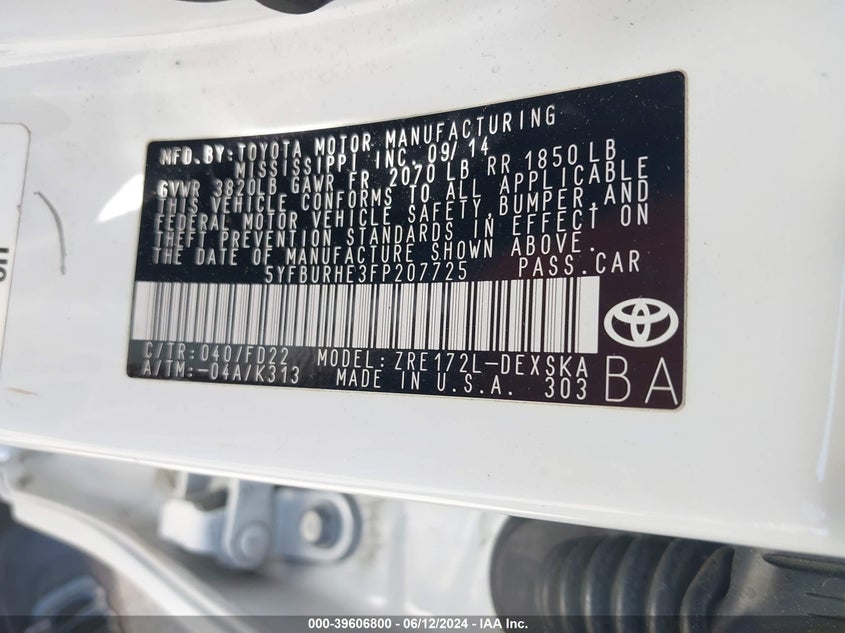 MFD. BY: TOYOTA MOTOR MANUFACTURING
MISSISSIPPI INC. 09/14
GVWR 3820LB GAWR FR 2070 LB RR 1850 LB
THIS VEHICLE CONFORMS TO ALL APPLICABLE
FEDERAL MOTOR VEHICLE SAFETY, BUMPER, AND
THEFT PREVENTION STANDARDS IN EFFECT ON
THE DATE OF MANUFACTURE SHOWN ABOVE.
5YFBURHE3FP207725 PASS.CAR
C/TR: 040/FD22 MODEL: ZRE172L-DEXSKA
A/TM:-04A/K313 MADE IN U.S.A. 303 BA
000-39606800 - 06/12/2024 - IAA Inc.